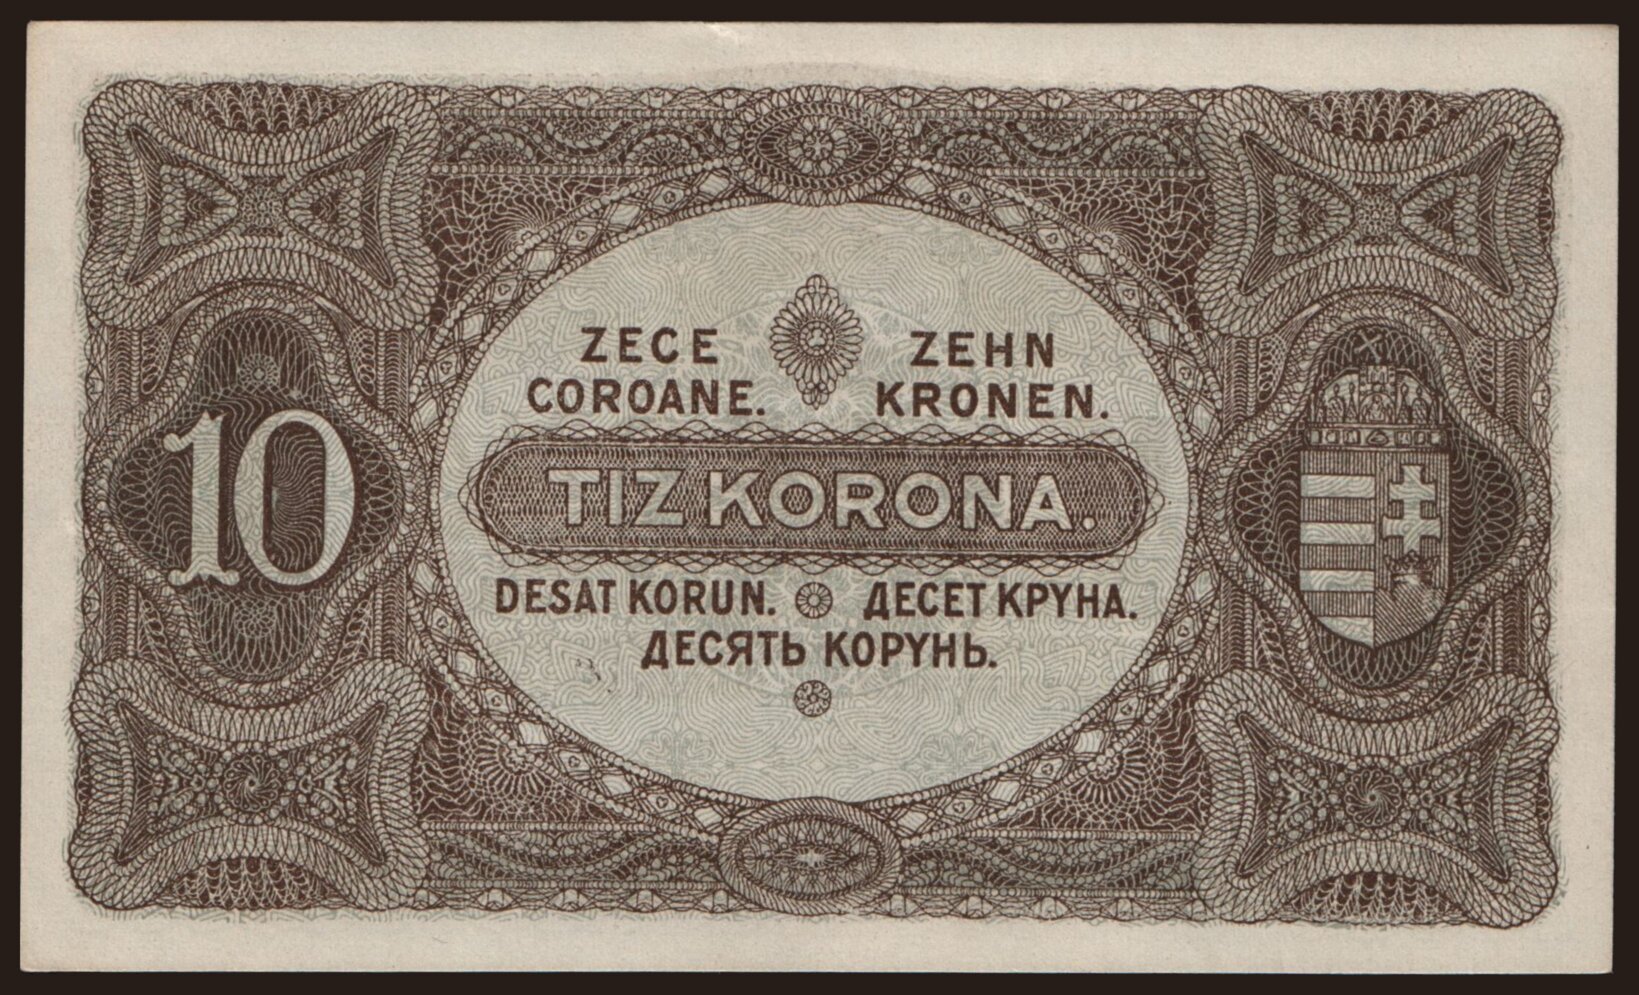 ZECE
COROANE.
ZEHN
KRONEN.
10
TIZ KORONA.
DESAT KORUN.
ДЕСЕТ КРУНА.
ДЕСЯТЬ КОРУНЬ.